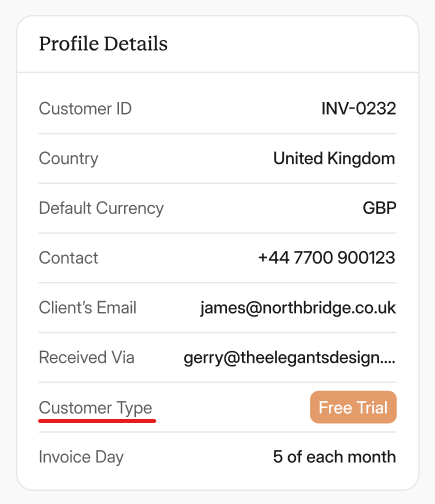 Profile Details
Customer ID INV-0232
Country United Kingdom
Default Currency GBP
Contact +44 7700 900123
Client’s Email james@northbridge.co.uk
Received Via gerry@theelegantsdesign....
Customer Type Free Trial
Invoice Day 5 of each month